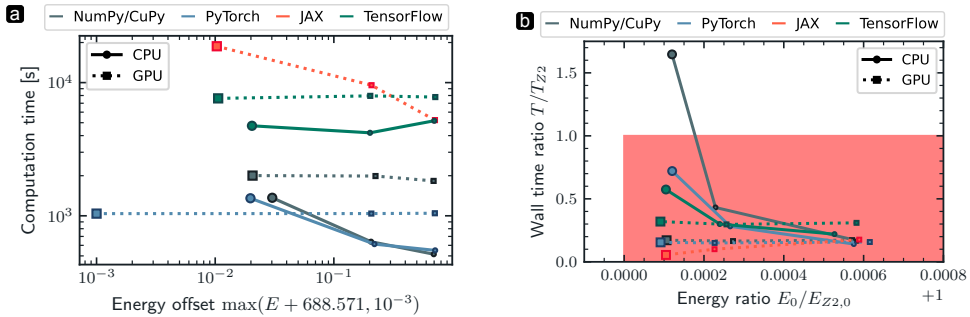 a
NumPy/CuPy PyTorch JAX TensorFlow
CPU
GPU
Computation time [s]
10^4
10^3
10^-3 10^-2 10^-1
Energy offset max(E + 688.571, 10^-3)
b
NumPy/CuPy PyTorch JAX TensorFlow
CPU
GPU
Wall time ratio T/T_Z2
1.5
1.0
0.5
0.0
0.0000 0.0002 0.0004 0.0006 0.0008
+1
Energy ratio E_0/E_Z2,0